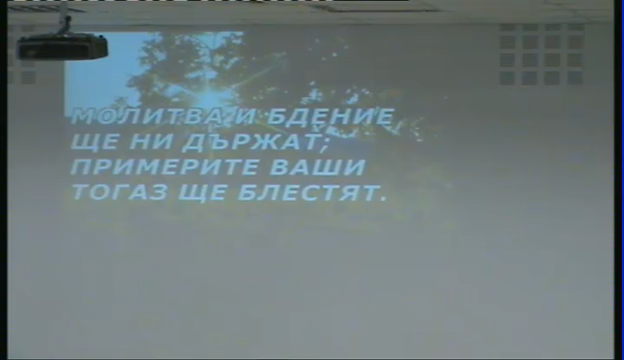 МОЛИТВА И БДЕНИЕ
ЩЕ НИ ДЪРЖАТ;
ПРИМЕРИТЕ ВАШИ
ТОГАЗ ЩЕ БЛЕСТЯТ.